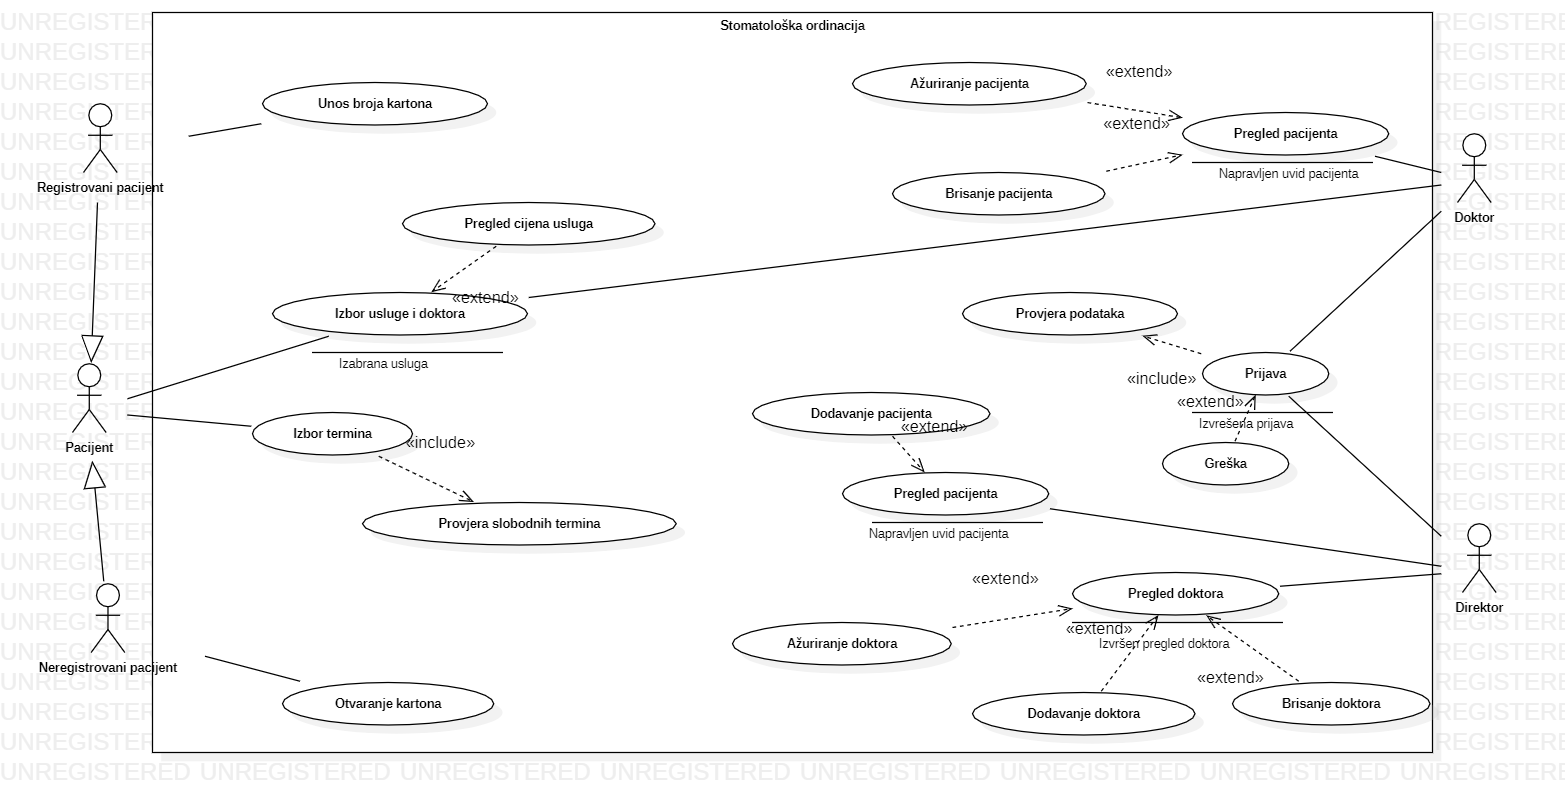 Stomatološka ordinacija
Ažuriranje pacijenta
«extend»
Unos broja kartona
«extend»
Pregled pacijenta
Napravljen uvid pacijenta
Registrovani pacijent
Brisanje pacijenta
Doktor
Pregled cijena usluga
«extend»
Izbor usluge i doktora
Izabrana usluga
Provjera podataka
Prijava
«include»
«extend»
Izvrešena prijava
Greška
Dodavanje pacijenta
«extend»
Izbor termina
«include»
Pacijent
Pregled pacijenta
Napravljen uvid pacijenta
Provjera slobodnih termina
«extend»
Pregled doktora
Direktor
«extend»
Izvršen pregled doktora
Ažuriranje doktora
Neregistrovani pacijent
«extend»
Otvaranje kartona
Dodavanje doktora
Brisanje doktora
UNREGISTERED UNREGISTERED UNREGISTERED UNREGISTERED UNREGISTERED UNREGISTERED UNREGISTERED UNREGISTERED